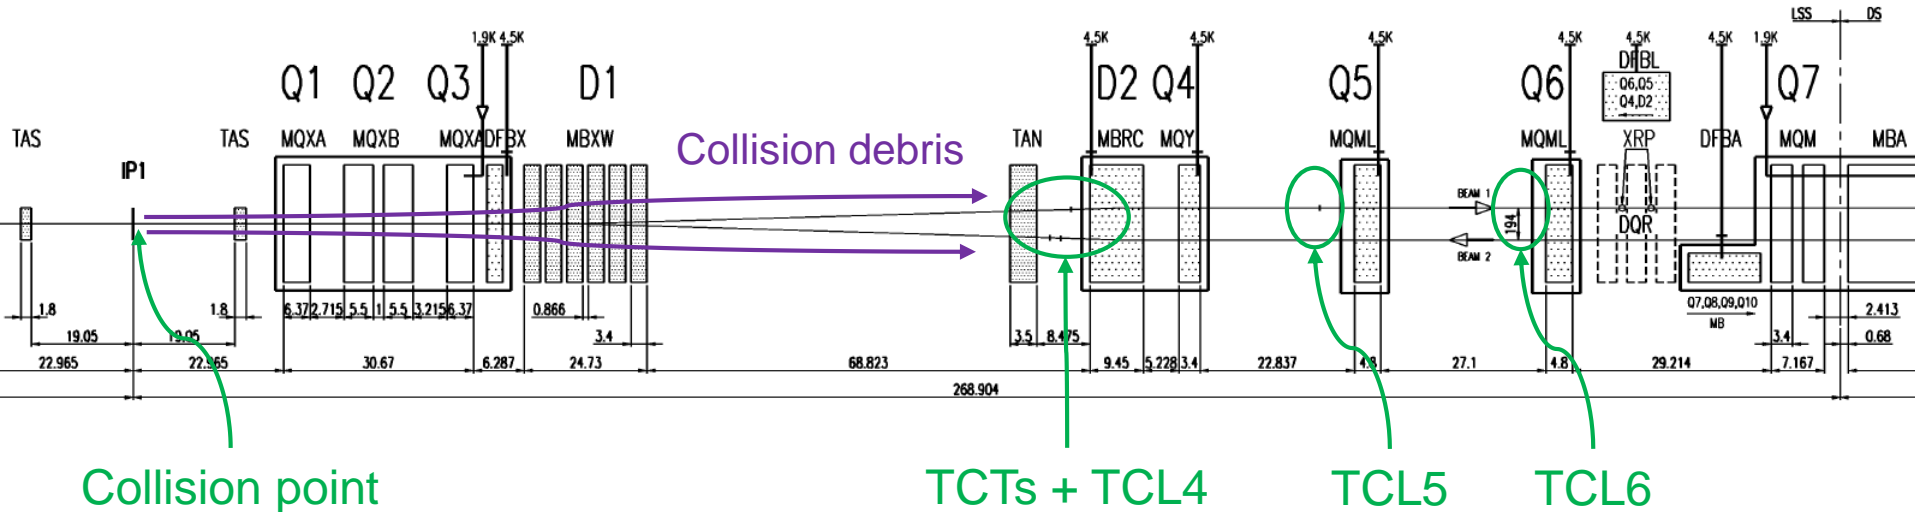 LSS DS
1.9K 4.5K 4.5K 4.5K 4.5K 4.5K 4.5K 4.5K 1.9K
Q1 Q2 Q3 D1 D2 Q4 Q5 Q6 DFBL Q7
Q6,Q5
Q4,D2
TAS TAS MQXA MQXB MQXA DFBX MBXW TAN MBRC MQY MQML MQML XRP DFBA MQM MBA
Collision debris
IP1
BEAM 1
194
DQR
BEAM 2
Q7,Q8,Q9,Q10
MB
1.8 1.8 6.37 2.715 5.5 1 5.5 3.215 6.37 0.866 2.413
19.05 19.05 3.4 3.5 8.475 3.4 0.68
22.965 22.965 30.67 6.287 24.73 68.823 9.45 5.228 3.4 22.837 4.8 27.1 4.8 29.214 7.167
268.904
Collision point TCTs + TCL4 TCL5 TCL6